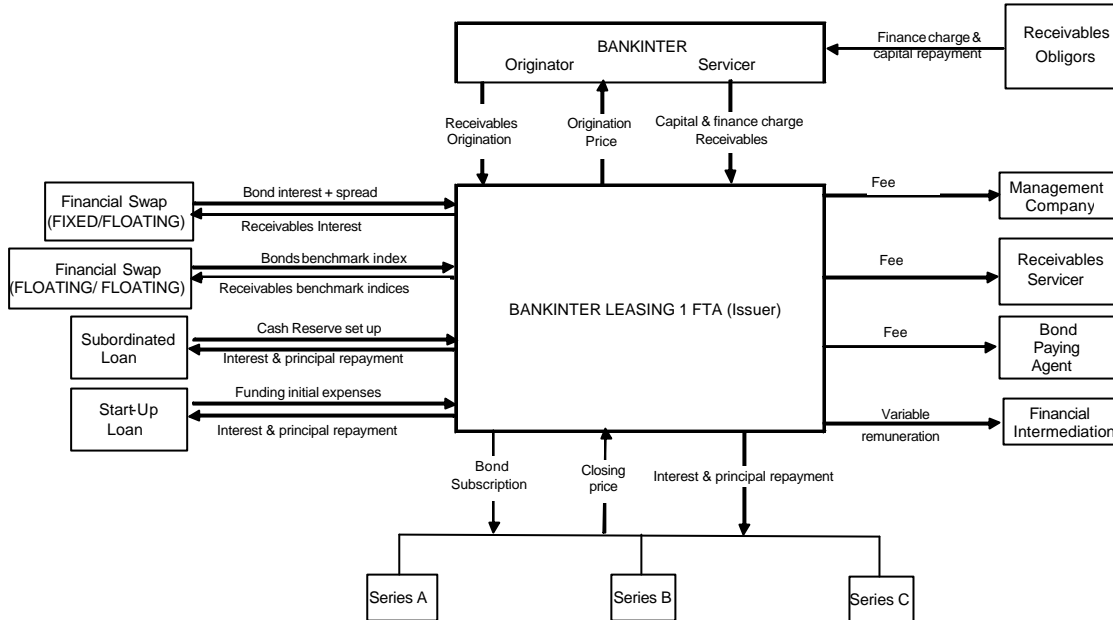 BANKINTER
Originator
Servicer
Finance charge &
capital repayment
Receivables
Obligors
Receivables
Origination
Origination
Price
Capital & finance charge
Receivables
Financial Swap
(FIXED/FLOATING)
Bond interest + spread
Receivables Interest
Financial Swap
(FLOATING/ FLOATING)
Bonds benchmark index
Receivables benchmark indices
Subordinated
Loan
Cash Reserve set up
Interest & principal repayment
Start-Up
Loan
Funding initial expenses
Interest & principal repayment
BANKINTER LEASING 1 FTA (Issuer)
Fee
Management
Company
Fee
Receivables
Servicer
Fee
Bond
Paying
Agent
Variable
remuneration
Financial
Intermediation
Bond
Subscription
Closing
price
Interest & principal repayment
Series A
Series B
Series C